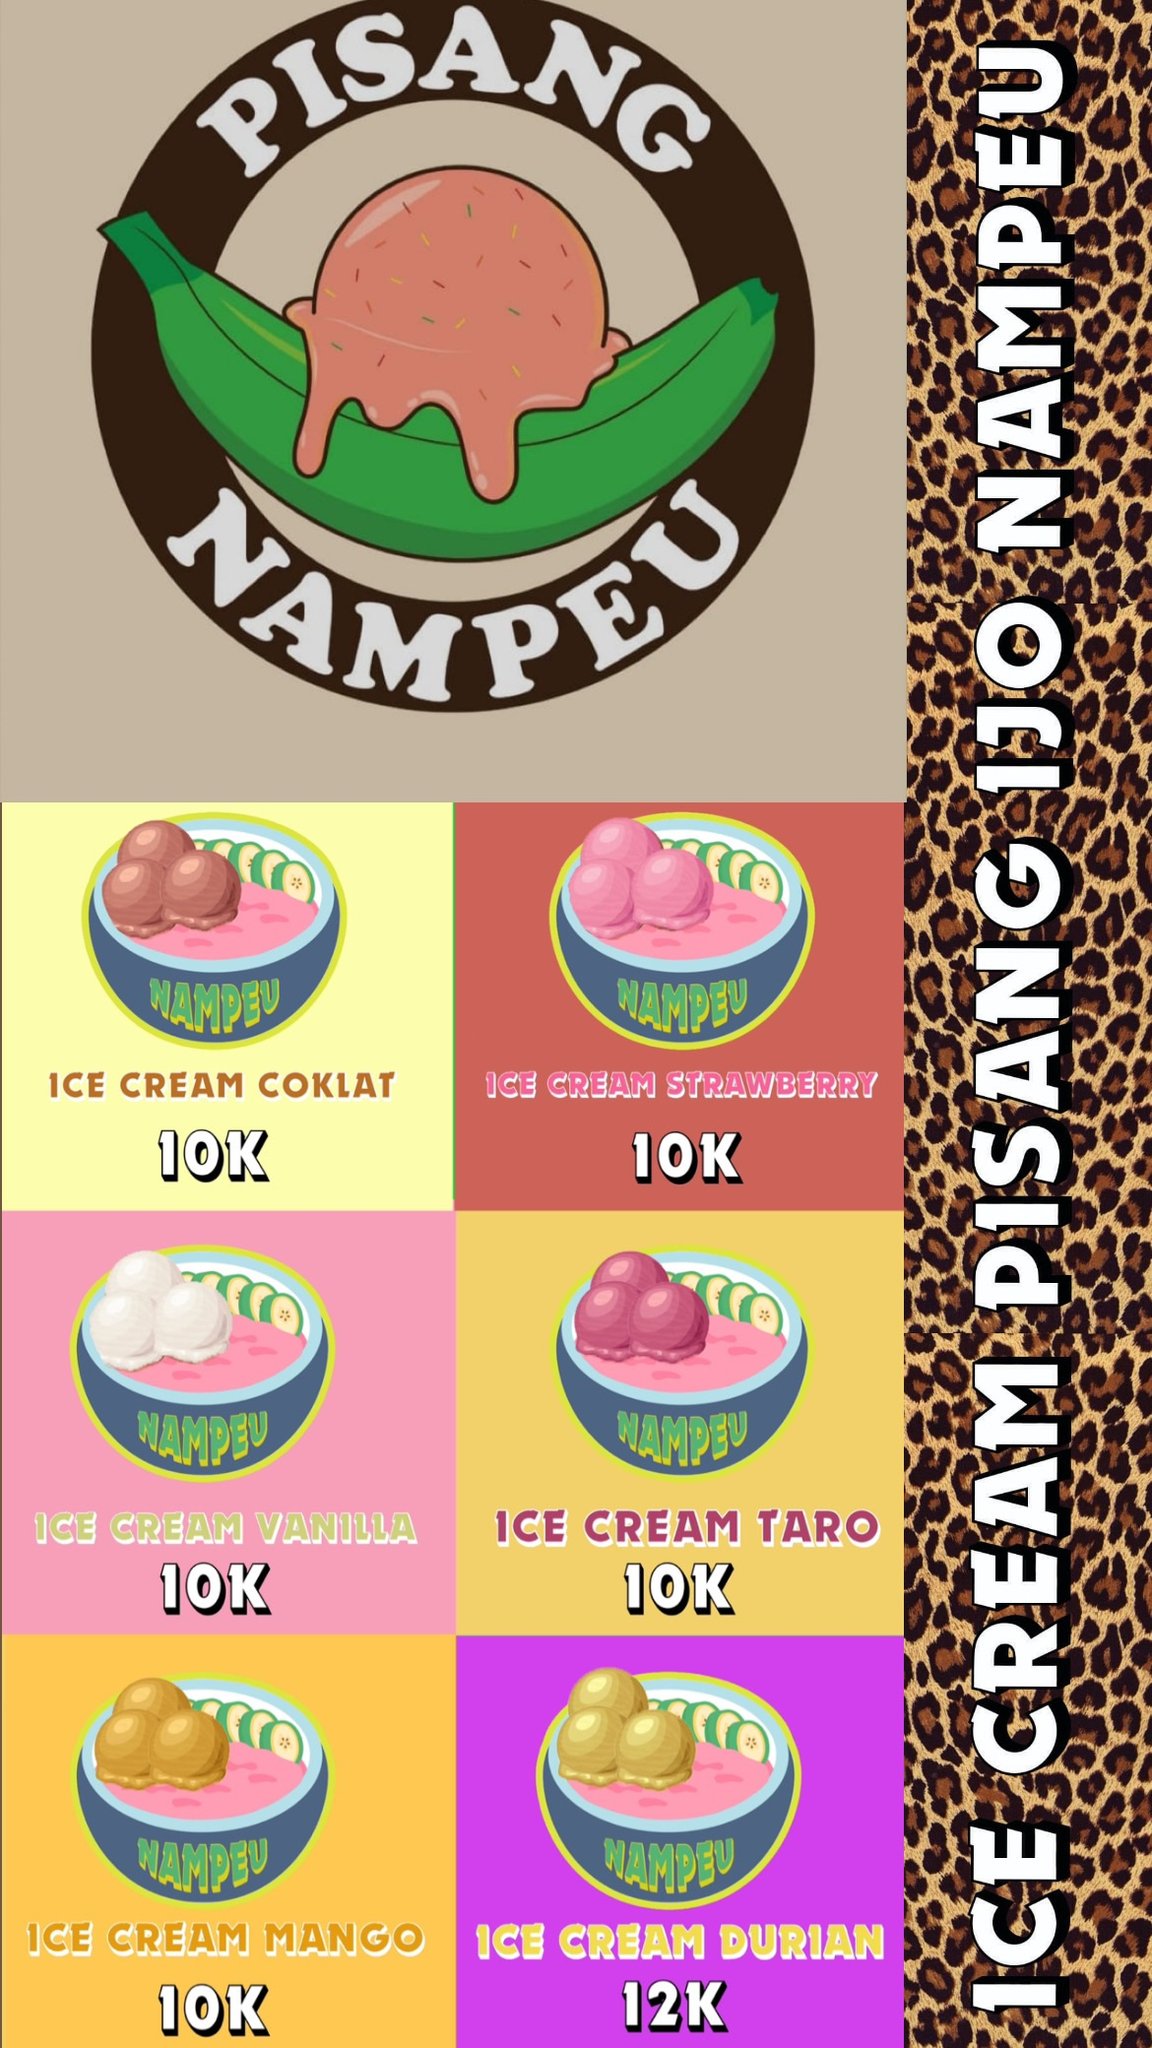 PISANG
NAMPEU
ICE CREAM PISANG IJO NAMPEU
NAMPEU
ICE CREAM COKLAT
10K
NAMPEU
ICE CREAM STRAWBERRY
10K
NAMPEU
ICE CREAM VANILLA
10K
NAMPEU
ICE CREAM TARO
10K
NAMPEU
ICE CREAM MANGO
10K
NAMPEU
ICE CREAM DURIAN
12K